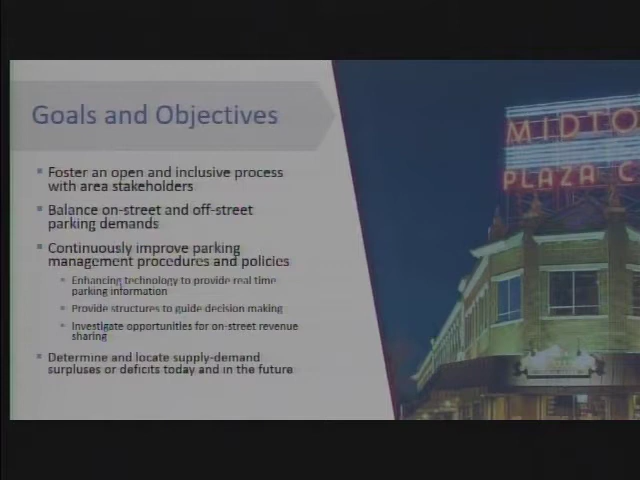 Goals and Objectives
Foster an open and inclusive process
with area stakeholders
Balance on-street and off-street
parking demands
Continuously improve parking
management procedures and policies
Enhancing technology to provide real time
parking information
Provide structures to guide decision making
Investigate opportunities for on-street revenue
sharing
Determine and locate supply-demand
surpluses or deficits today and in the future
MIDTO
PLAZA C